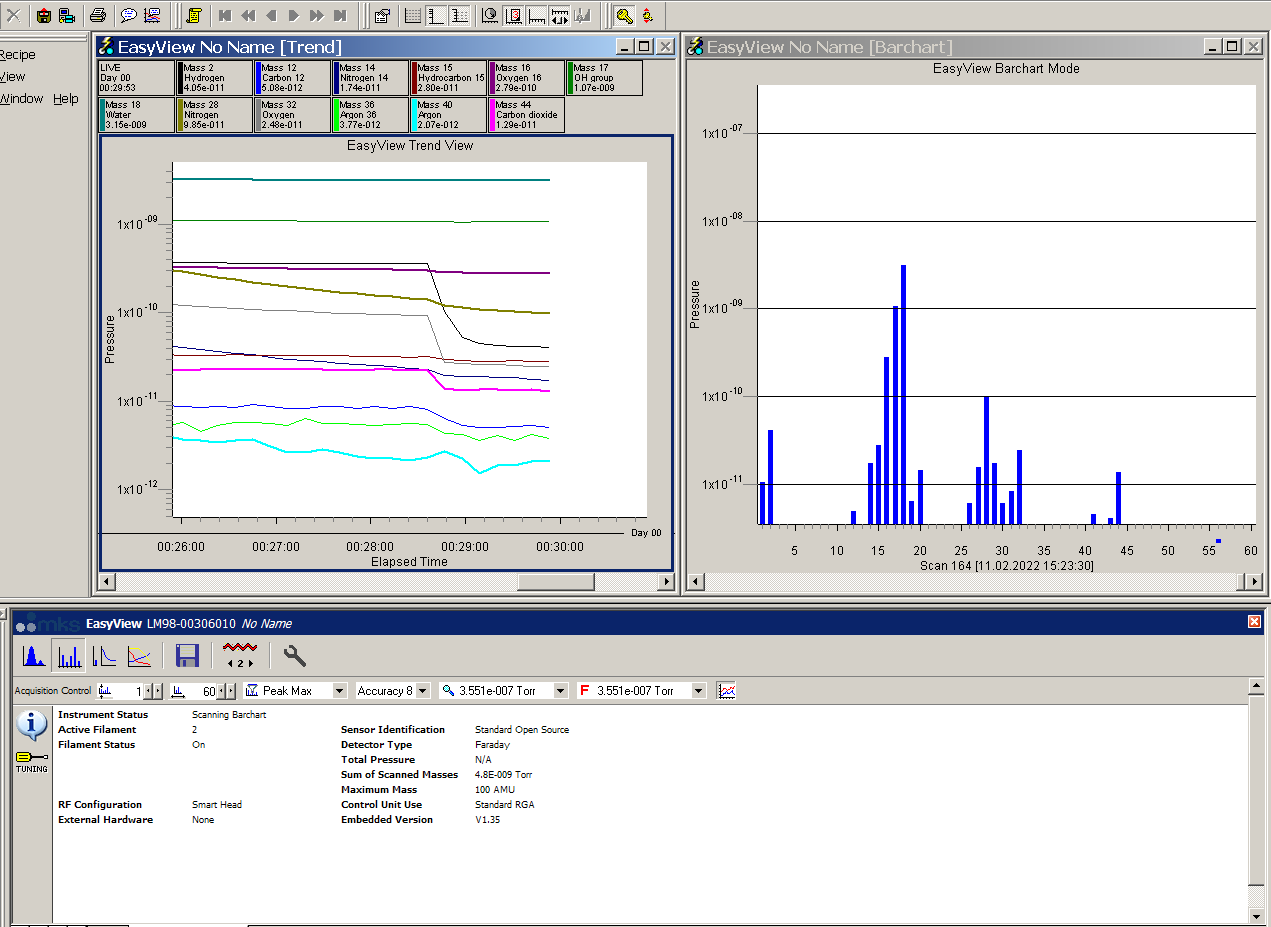 Recipe
View
Window Help
EasyView No Name [Trend]
LIVE
Day 00
00:29:53
Mass 2
Hydrogen
4.05e-011
Mass 12
Carbon 12
5.08e-012
Mass 14
Nitrogen 14
1.74e-011
Mass 15
Hydrocarbon 15
2.80e-011
Mass 16
Oxygen 16
2.79e-010
Mass 17
OH group
1.07e-009
Mass 18
Water
3.15e-009
Mass 28
Nitrogen
9.85e-011
Mass 32
Oxygen
2.48e-011
Mass 36
Argon 36
3.77e-012
Mass 40
Argon
2.07e-012
Mass 44
Carbon dioxide
1.29e-011
EasyView Trend View
Pressure
1x10 -09
1x10 -10
1x10 -11
1x10 -12
Day 00
00:26:00 00:27:00 00:28:00 00:29:00 00:30:00
Elapsed Time
EasyView No Name [Barchart]
EasyView Barchart Mode
Pressure
1x10 -07
1x10 -08
1x10 -09
1x10 -10
1x10 -11
5 10 15 20 25 30 35 40 45 50 55 60
Scan 164 [11.02.2022 15:23:30]
mks EasyView LM98-00306010 No Name
2
Acquisition Control 1 60 Peak Max Accuracy 8 3.551e-007 Torr F 3.551e-007 Torr
TUNING
Instrument Status Scanning Barchart
Active Filament 2 Sensor Identification Standard Open Source
Filament Status On Detector Type Faraday
Total Pressure N/A
Sum of Scanned Masses 4.8E-009 Torr
Maximum Mass 100 AMU
RF Configuration Smart Head Control Unit Use Standard RGA
External Hardware None Embedded Version V1.35